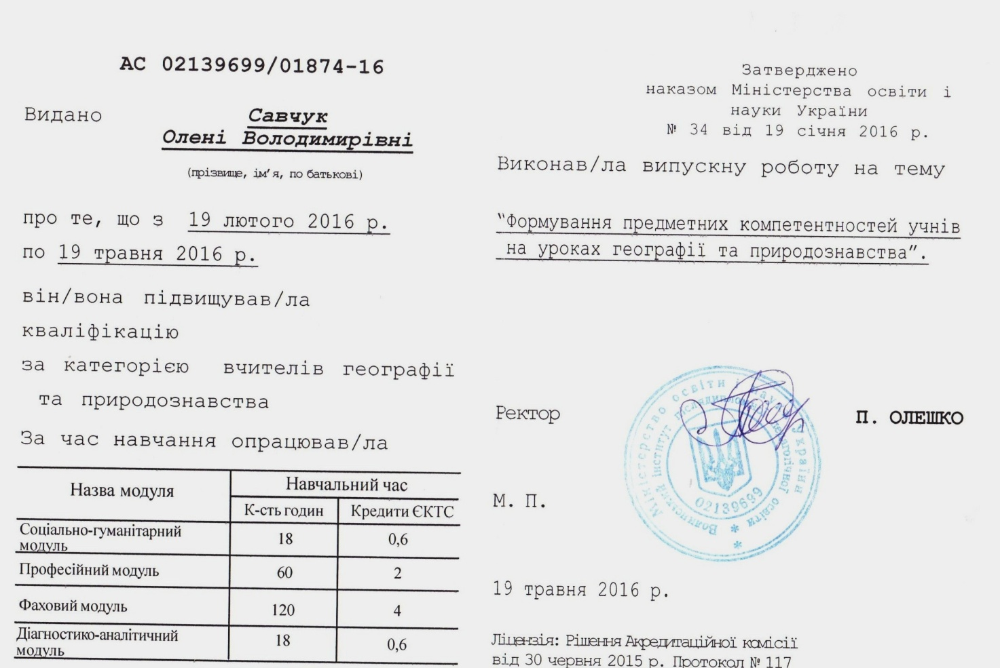 АС 02139699/01874-16
Видано Савчук
Олені Володимирівні
(прізвище, ім'я, по батькові)
про те, що з 19 лютого 2016 р.
по 19 травня 2016 р.
він/вона підвищував/ла
кваліфікацію
за категорією вчителів географії
та природознавства
За час навчання опрацював/ла
Назва модуля
Навчальний час
К-сть годин Кредити ЄКТС
Соціально-гуманітарний
модуль
18 0,6
Професійний модуль 60 2
Фаховий модуль 120 4
Діагностико-аналітичний
модуль
18 0,6
Затверджено
наказом Міністерства освіти і
науки України
№ 34 від 19 січня 2016 р.
Виконав/ла випускну роботу на тему
“Формування предметних компетентностей учнів
на уроках географії та природознавства”.
Ректор П. ОЛЕШКО
Міністерство освіти і науки України
Волинський інститут післядипломної педагогічної освіти
02139699
М. П.
19 травня 2016 р.
Ліцензія: Рішення Акредитаційної комісії
від 30 червня 2015 р. Протокол № 117